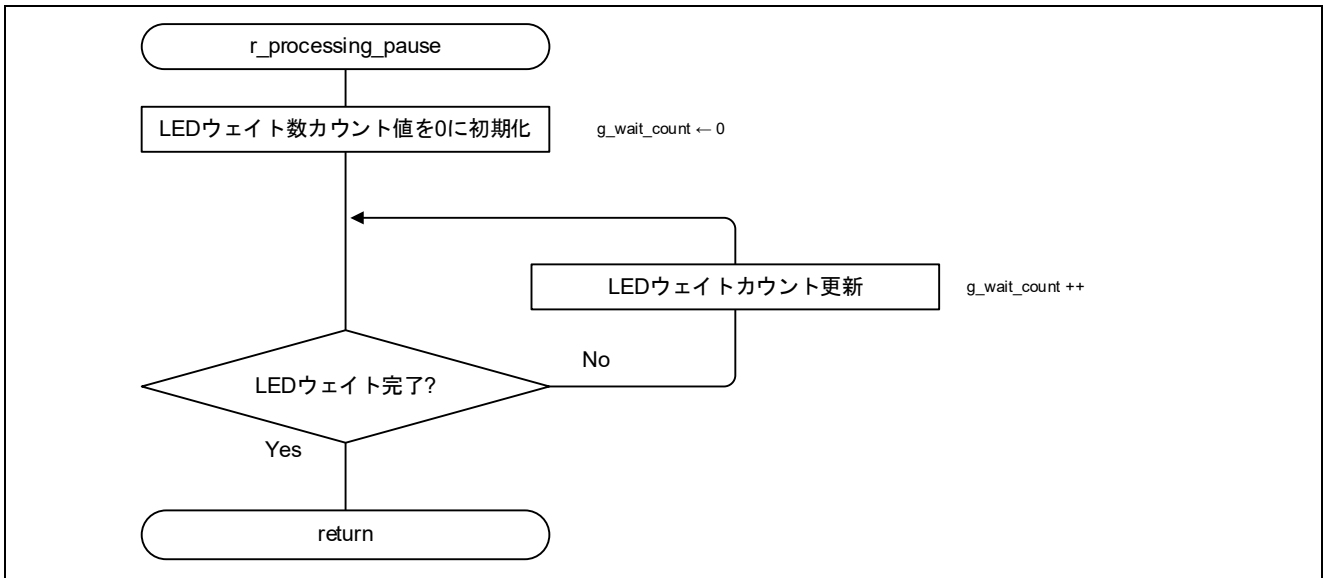 r_processing_pause
LEDウェイト数カウント値を0に初期化
g_wait_count ← 0
LEDウェイトカウント更新
g_wait_count ++
No
LEDウェイト完了?
Yes
return